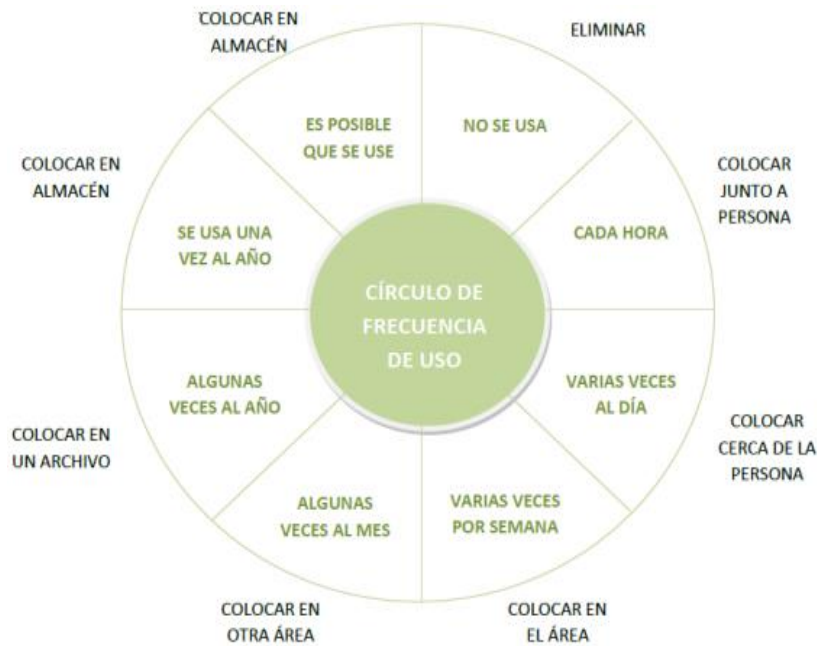 COLOCAR EN
ALMACÉN
ELIMINAR
ES POSIBLE
QUE SE USE
NO SE USA
COLOCAR EN
ALMACÉN
COLOCAR
JUNTO A
PERSONA
SE USA UNA
VEZ AL AÑO
CADA HORA
CÍRCULO DE
FRECUENCIA
DE USO
ALGUNAS
VECES AL AÑO
VARIAS VECES
AL DÍA
COLOCAR EN
UN ARCHIVO
COLOCAR
CERCA DE LA
PERSONA
ALGUNAS
VECES AL MES
VARIAS VECES
POR SEMANA
COLOCAR EN
OTRA ÁREA
COLOCAR EN
EL ÁREA